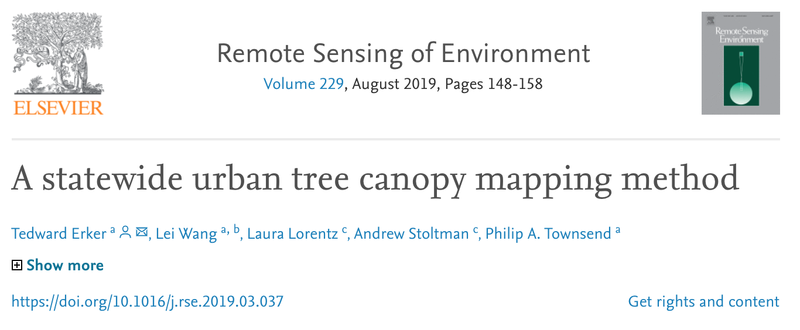 Remote Sensing of Environment
Volume 229, August 2019, Pages 148-158
ELSEVIER
Remote Sensing
Environment
A statewide urban tree canopy mapping method
Tedward Erker a, Lei Wang a, b, Laura Lorentz c, Andrew Stoltman c, Philip A. Townsend a
Show more
https://doi.org/10.1016/j.rse.2019.03.037
Get rights and content